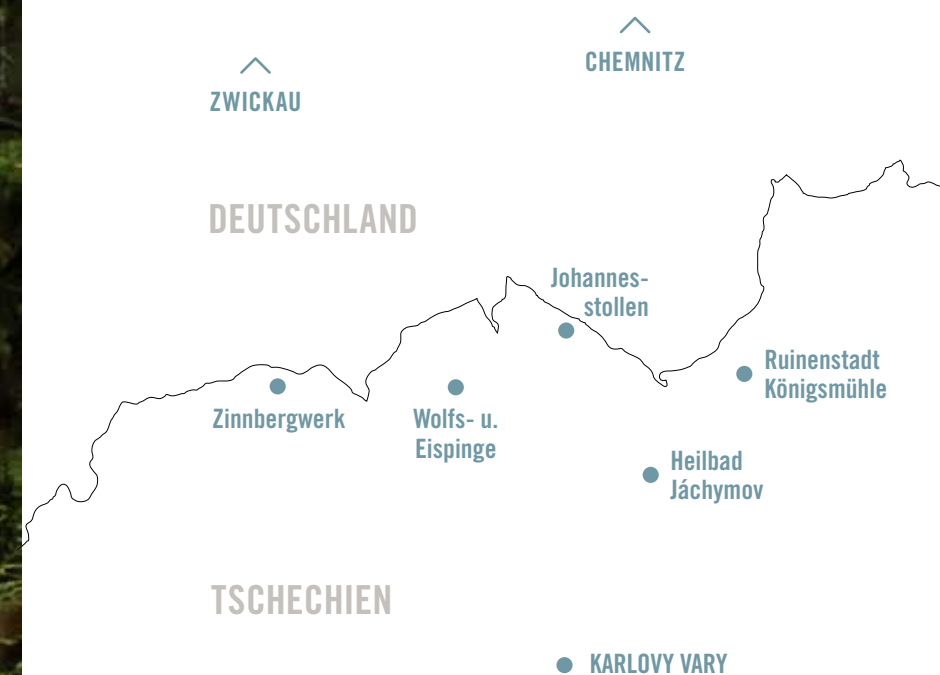 CHEMNITZ
ZWICKAU
DEUTSCHLAND
Johannes-
stollen
Ruinenstadt
Königsmühle
Zinnbergwerk
Wolfs- u.
Eispinge
Heilbad
Jáchymov
TSCHECHIEN
KARLOVY VARY